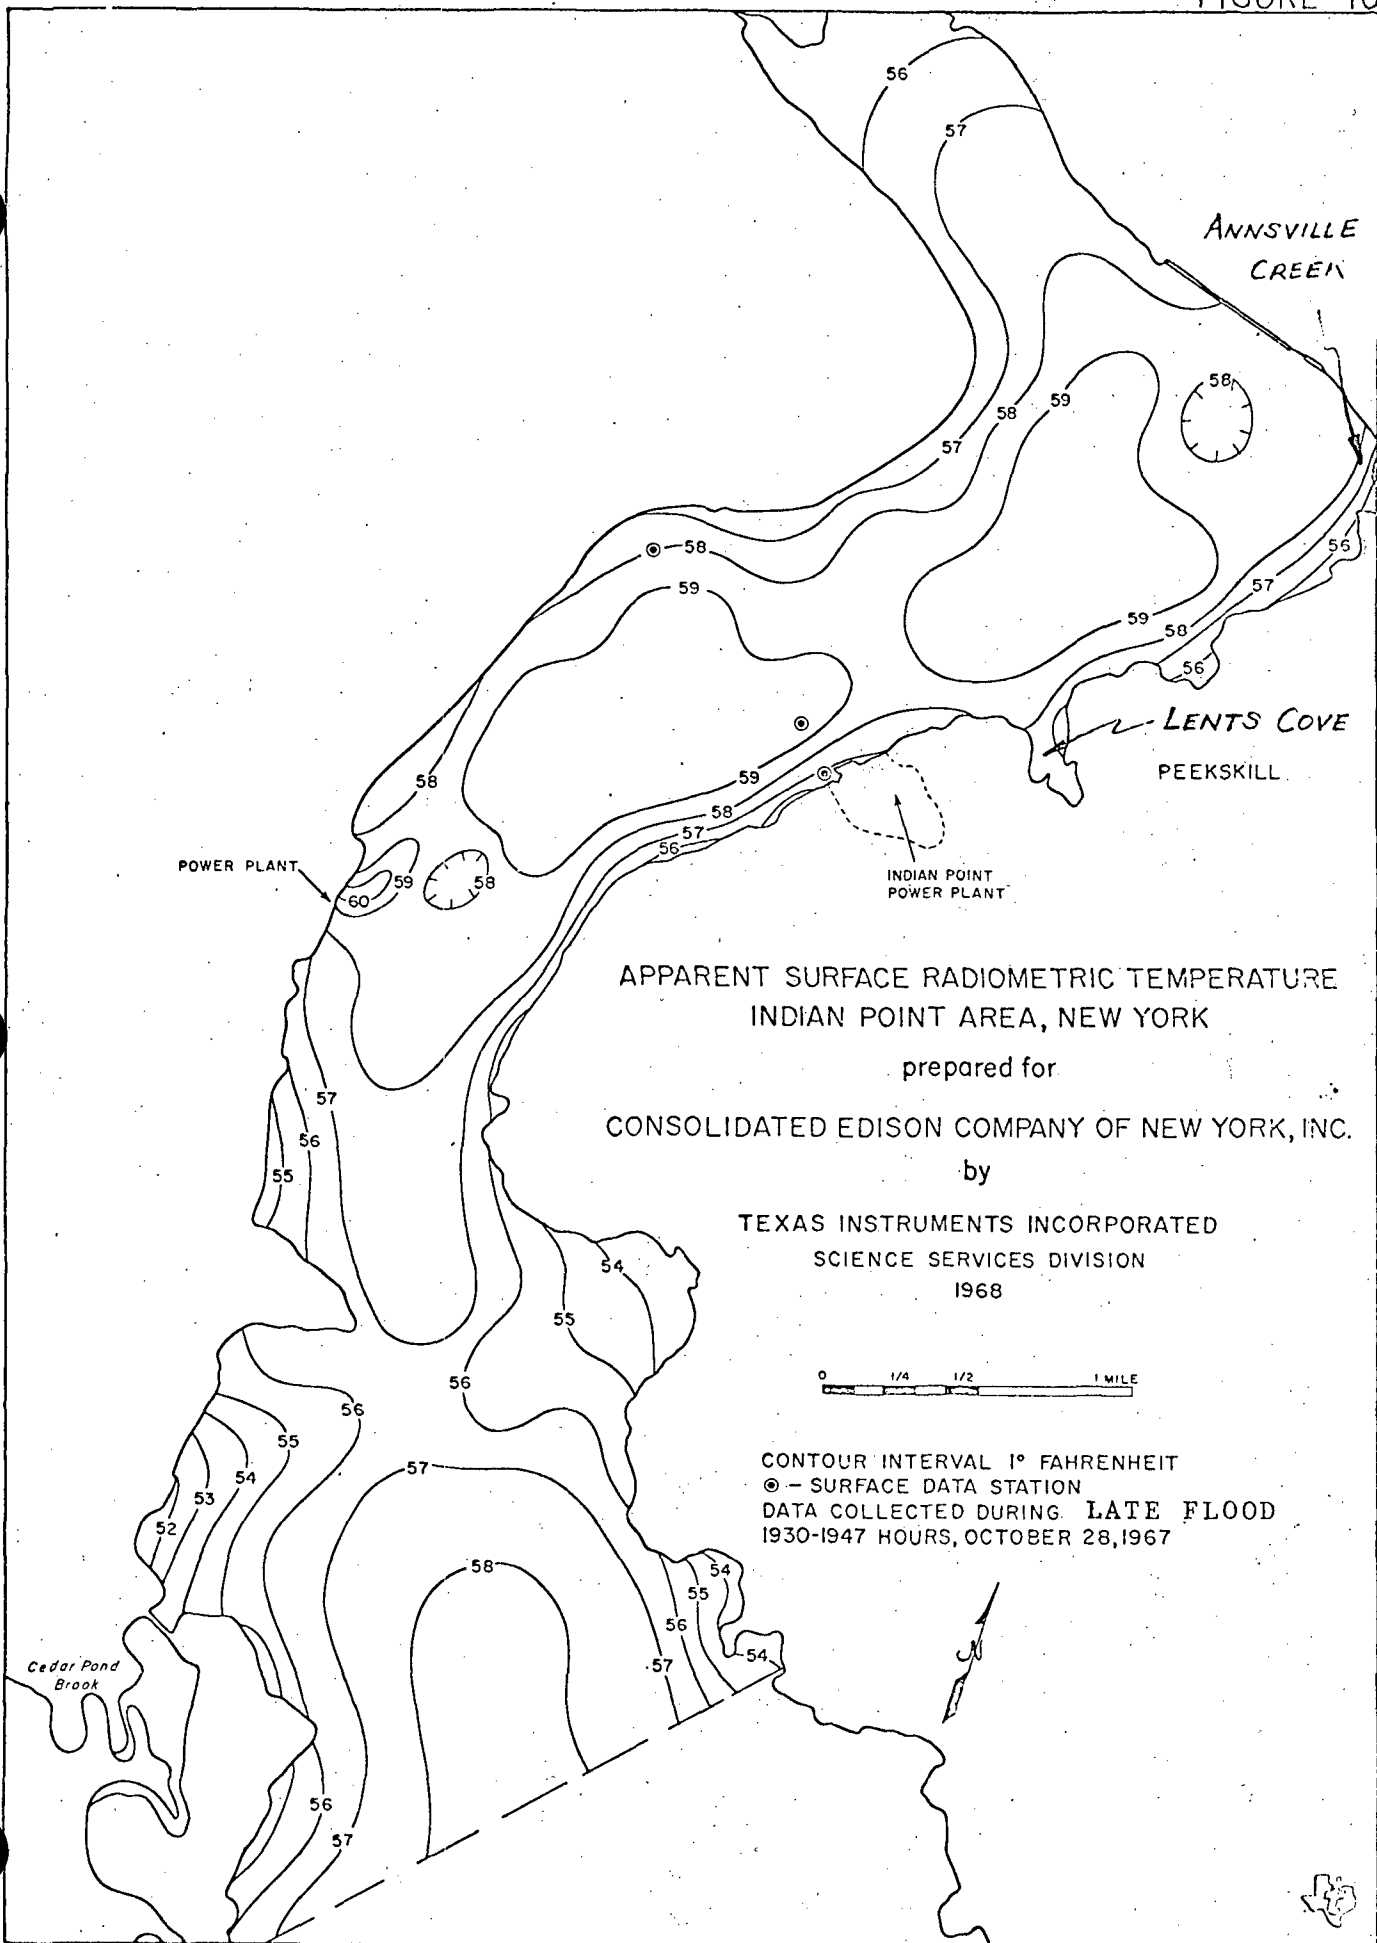 56
57
ANNSVILLE
CREEK
58
59
58
57
58
56
59
57
59
58
56
LENTS COVE
PEEKSKILL
58
59
58
57
56
POWER PLANT
59
58
60
INDIAN POINT
POWER PLANT
APPARENT SURFACE RADIOMETRIC TEMPERATURE
INDIAN POINT AREA, NEW YORK
prepared for
CONSOLIDATED EDISON COMPANY OF NEW YORK, INC.
by
TEXAS INSTRUMENTS INCORPORATED
SCIENCE SERVICES DIVISION
1968
57
56
55
54
55
56
0 1/4 1/2 1 MILE
56
55
54
53
52
57
CONTOUR INTERVAL 1° FAHRENHEIT
- SURFACE DATA STATION
DATA COLLECTED DURING LATE FLOOD
1930-1947 HOURS, OCTOBER 28, 1967
58
54
55
56
57
54
N
Cedar Pond
Brook
56
57